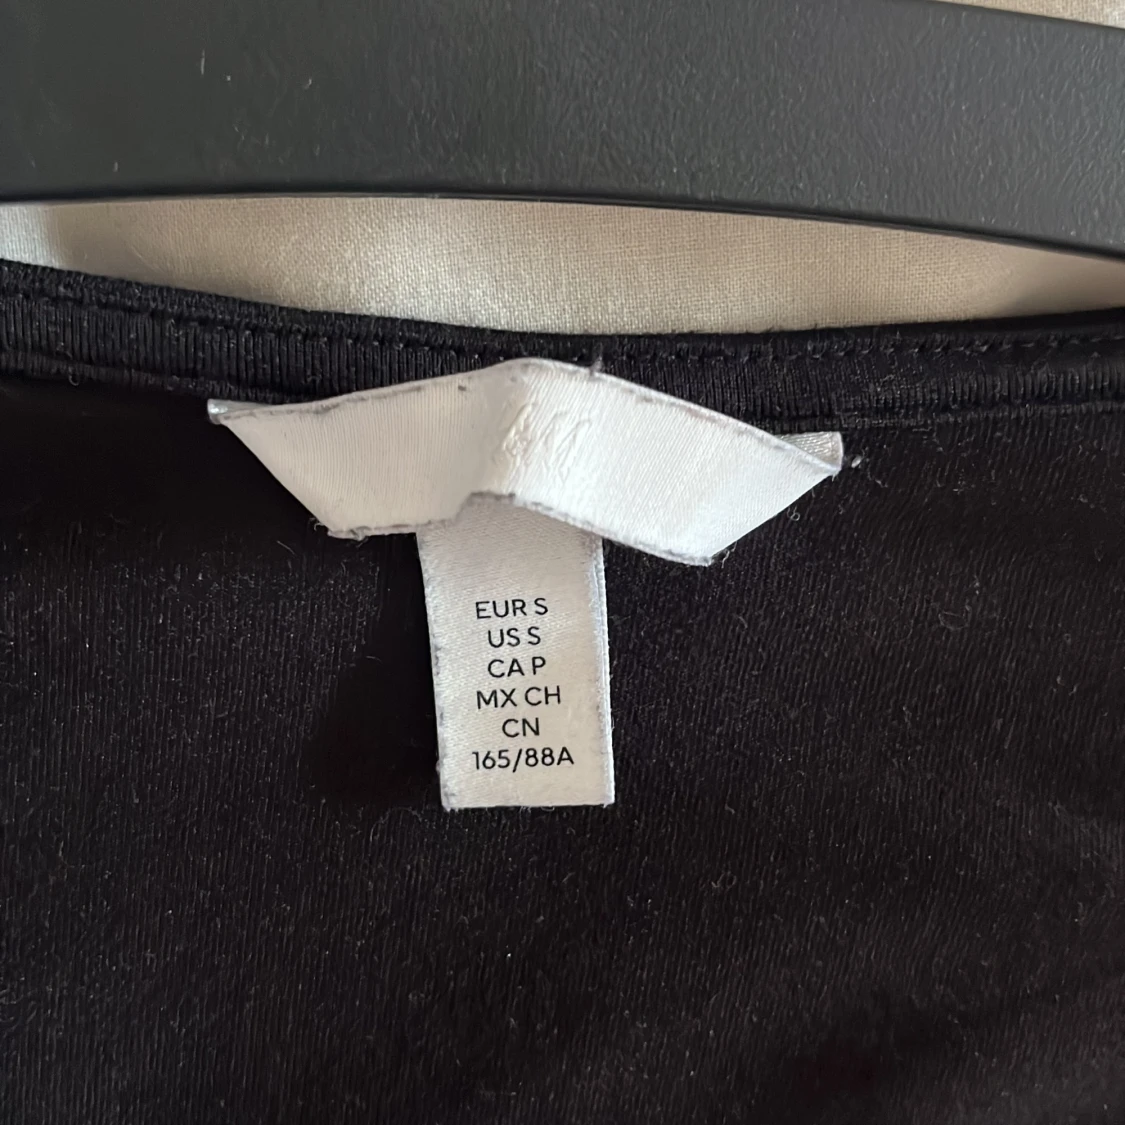 EUR S
US S
CA P
MX CH
CN
165/88A